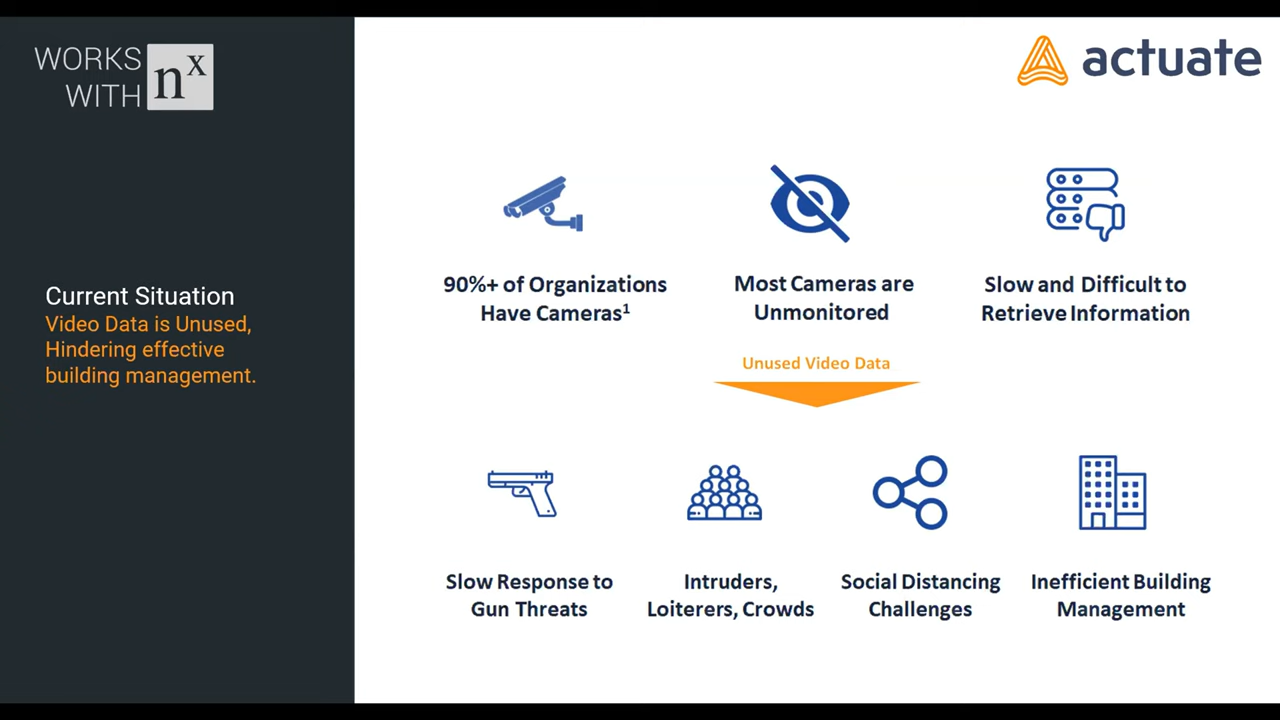 WORKS
WITH
nx
actuate
Current Situation
Video Data is Unused,
Hindering effective
building management.
90%+ of Organizations
Have Cameras1
Most Cameras are
Unmonitored
Slow and Difficult to
Retrieve Information
Unused Video Data
Slow Response to
Gun Threats
Intruders,
Loiterers, Crowds
Social Distancing
Challenges
Inefficient Building
Management